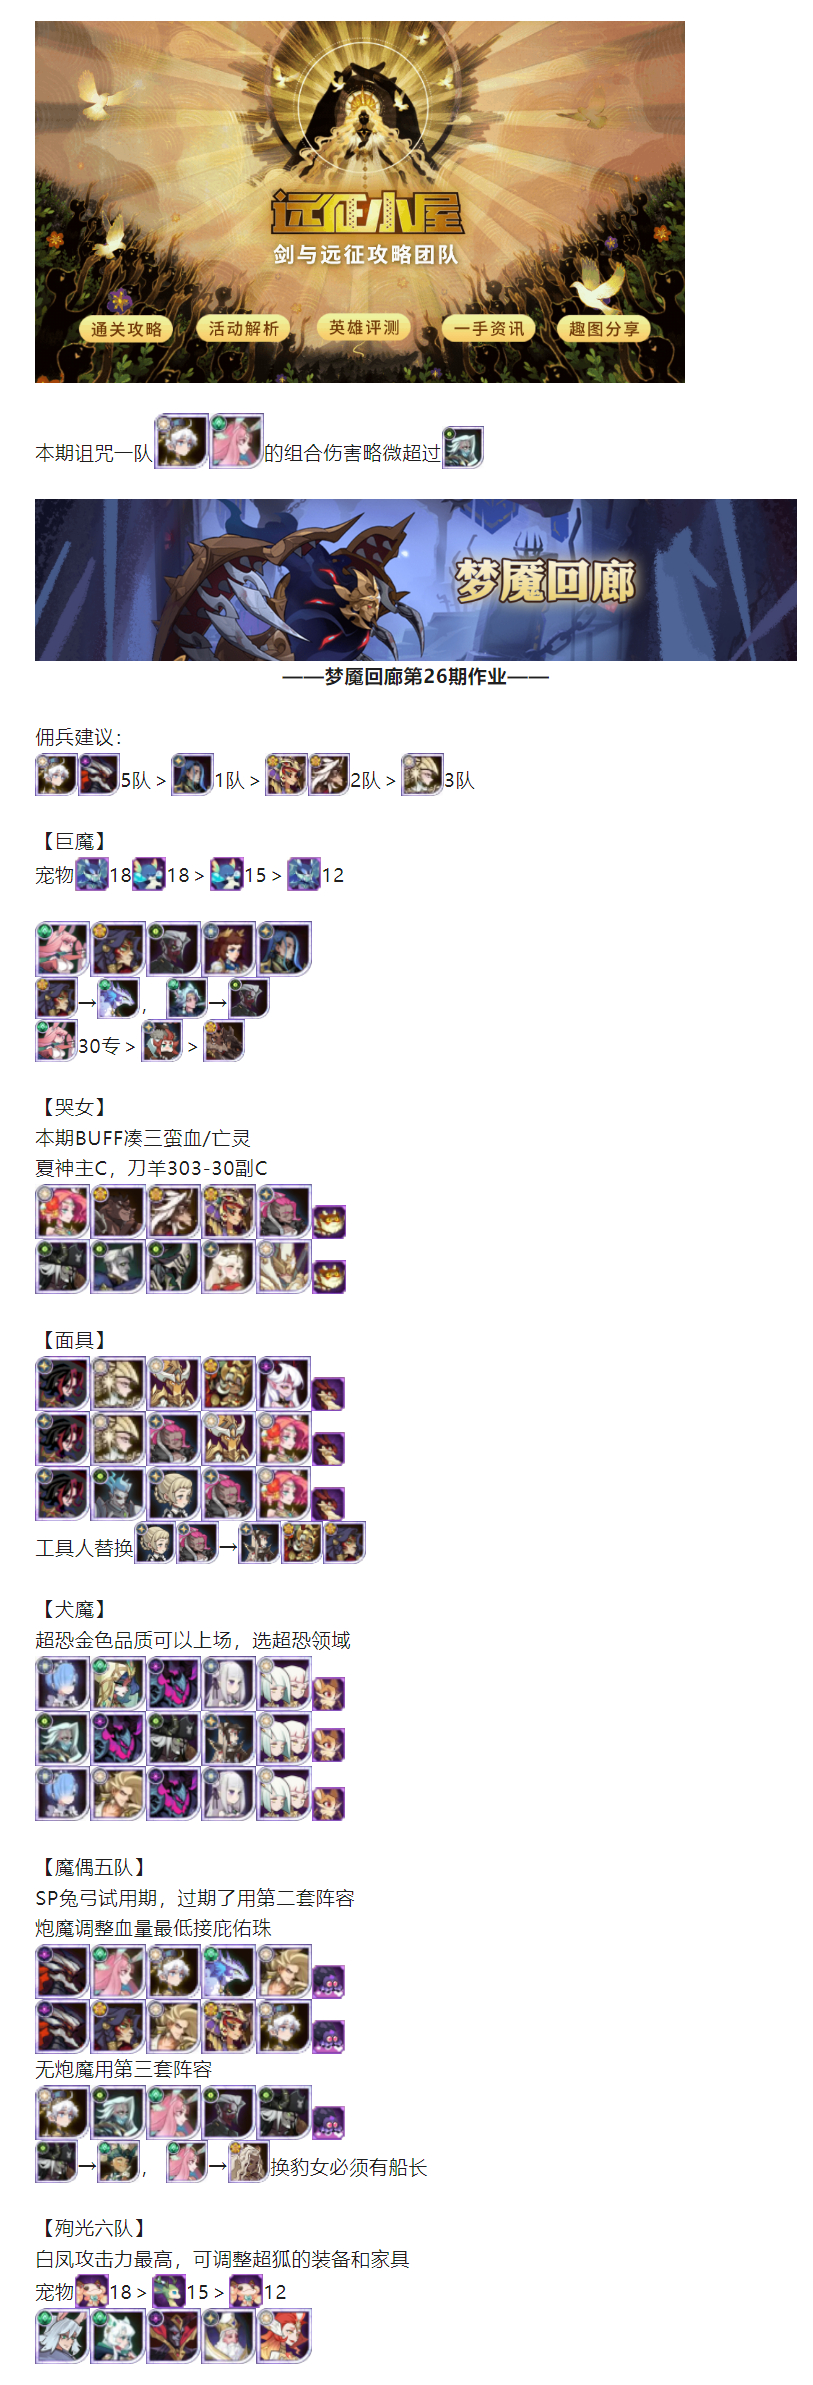 远征小屋
剑与远征攻略团队
通关攻略 活动解析 英雄评测 一手资讯 趣图分享
本期诅咒一队的组合伤害略微超过
梦魇回廊
——梦魇回廊第26期作业——
佣兵建议：
5队＞1队＞2队＞3队
【巨魔】
宠物18 18＞15＞12
→， →
30专＞＞
【哭女】
本期BUFF凑三蛮血/亡灵
夏神主C，刀羊303-30副C
【面具】
工具人替换→
【犬魔】
超恐金色品质可以上场，选超恐领域
【魔偶五队】
SP兔弓试用期，过期了用第二套阵容
炮魔调整血量最低接庇佑珠
无炮魔用第三套阵容
→， →换豹女必须有船长
【殉光六队】
白凤攻击力最高，可调整超狐的装备和家具
宠物18＞15＞12